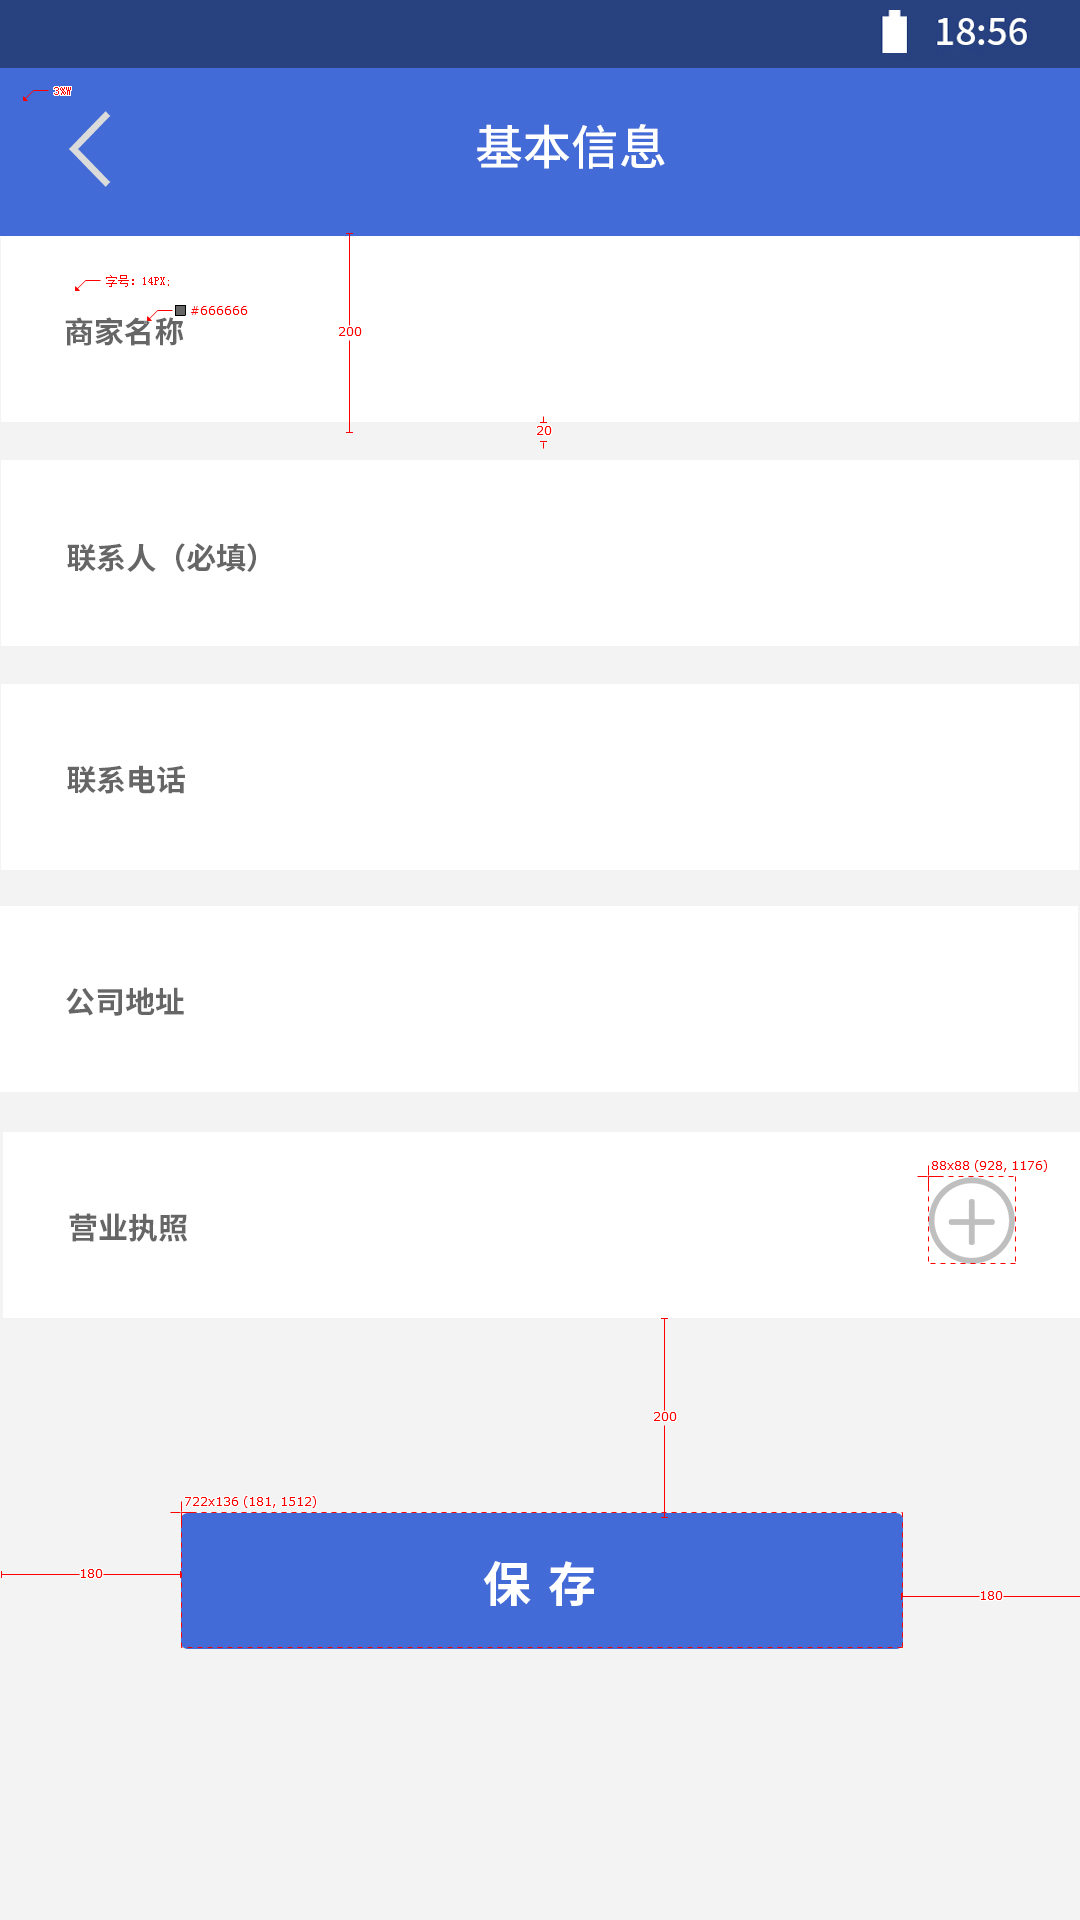 18:56
基本信息
字号: 14PX;
#666666
商家名称
200
20
联系人（必填）
联系电话
公司地址
88x88 (928, 1176)
营业执照
200
722x136 (181, 1512)
保 存
180
180